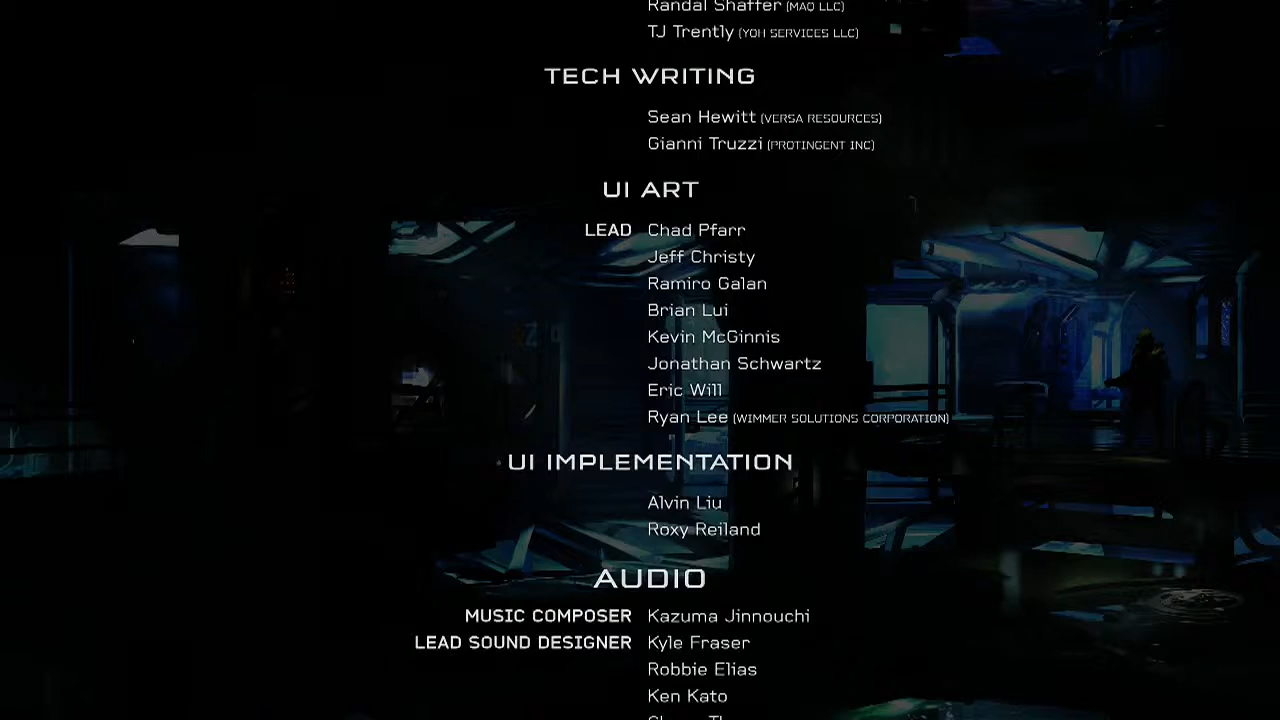 Randal Shaffer (MAQ LLC)
TJ Trently (YOH SERVICES LLC)
TECH WRITING
Sean Hewitt (VERSA RESOURCES)
Gianni Truzzi (PROTINGENT INC)
UI ART
LEAD Chad Pfarr
Jeff Christy
Ramiro Galan
Brian Lui
Kevin McGinnis
Jonathan Schwartz
Eric Will
Ryan Lee (WIMMER SOLUTIONS CORPORATION)
UI IMPLEMENTATION
Alvin Liu
Roxy Reiland
AUDIO
MUSIC COMPOSER Kazuma Jinnouchi
LEAD SOUND DESIGNER Kyle Fraser
Robbie Elias
Ken Kato